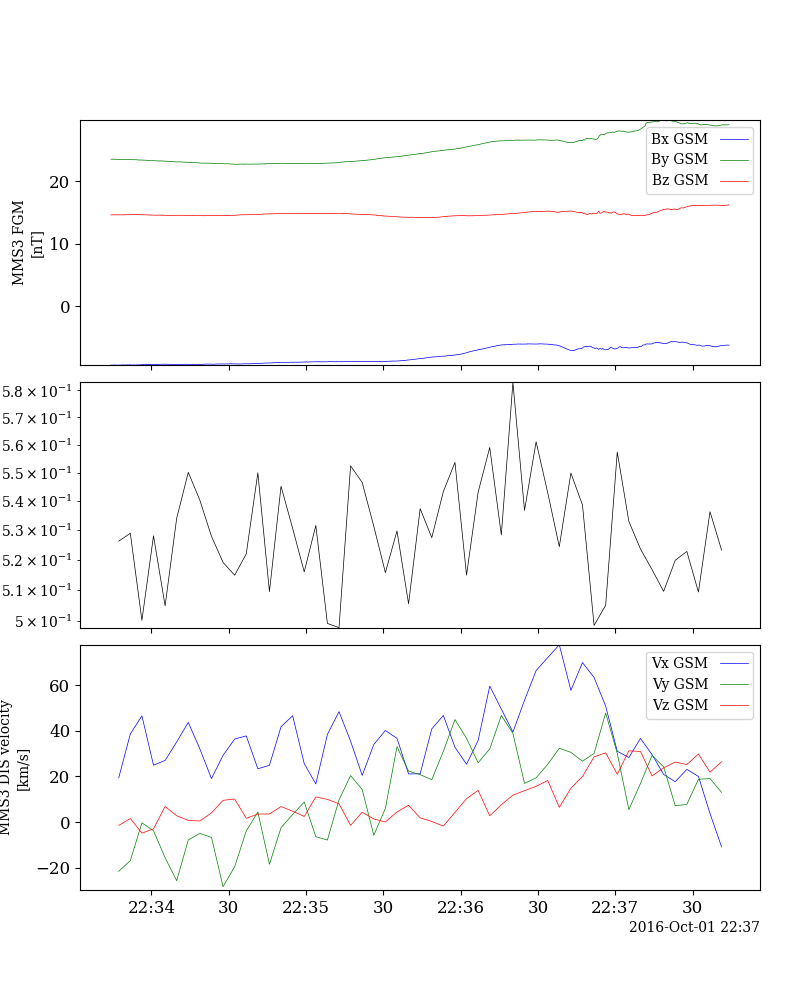 Bx GSM
By GSM
Bz GSM
20
10
0
MMS3 FGM
[nT]
5.8 × 10⁻¹
5.7 × 10⁻¹
5.6 × 10⁻¹
5.5 × 10⁻¹
5.4 × 10⁻¹
5.3 × 10⁻¹
5.2 × 10⁻¹
5.1 × 10⁻¹
5 × 10⁻¹
Vx GSM
Vy GSM
Vz GSM
60
40
20
0
−20
MMS3 DIS velocity
[km/s]
22:34 30 22:35 30 22:36 30 22:37 30
2016-Oct-01 22:37